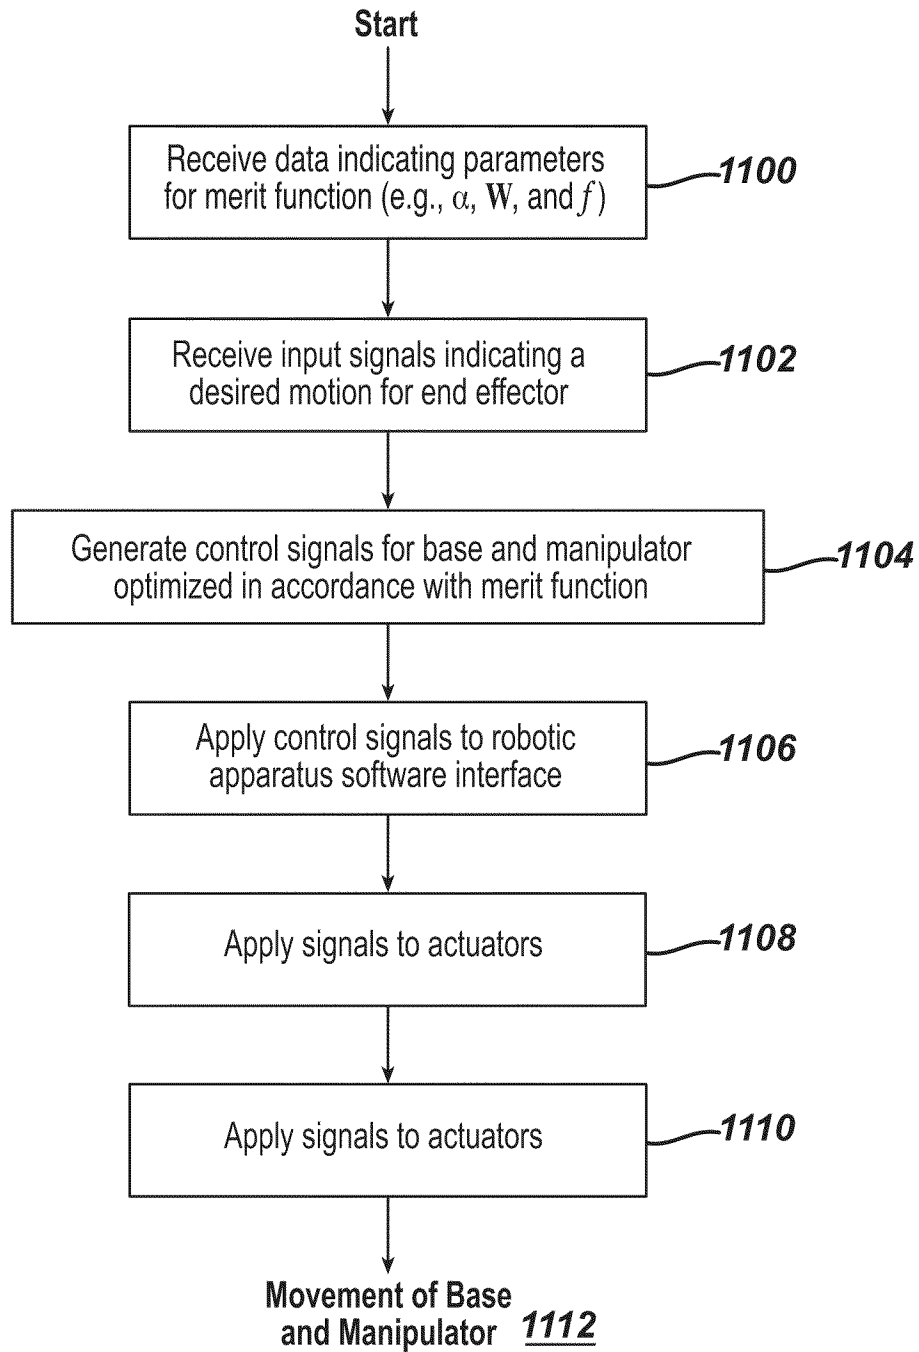 Start
Receive data indicating parameters
for merit function (e.g., α, W, and f)
1100
Receive input signals indicating a
desired motion for end effector
1102
Generate control signals for base and manipulator
optimized in accordance with merit function
1104
Apply control signals to robotic
apparatus software interface
1106
Apply signals to actuators
1108
Apply signals to actuators
1110
Movement of Base
and Manipulator 1112